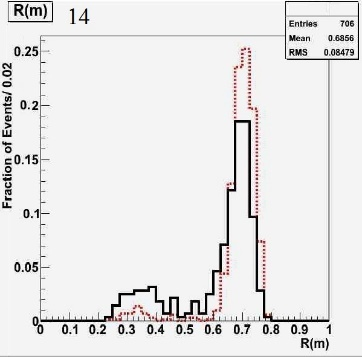 R(m) 14
Entries 706
Mean 0.6856
RMS 0.08479
Fraction of Events/ 0.02
0.25
0.2
0.15
0.1
0.05
0
0 0.1 0.2 0.3 0.4 0.5 0.6 0.7 0.8 0.9 1
R(m)